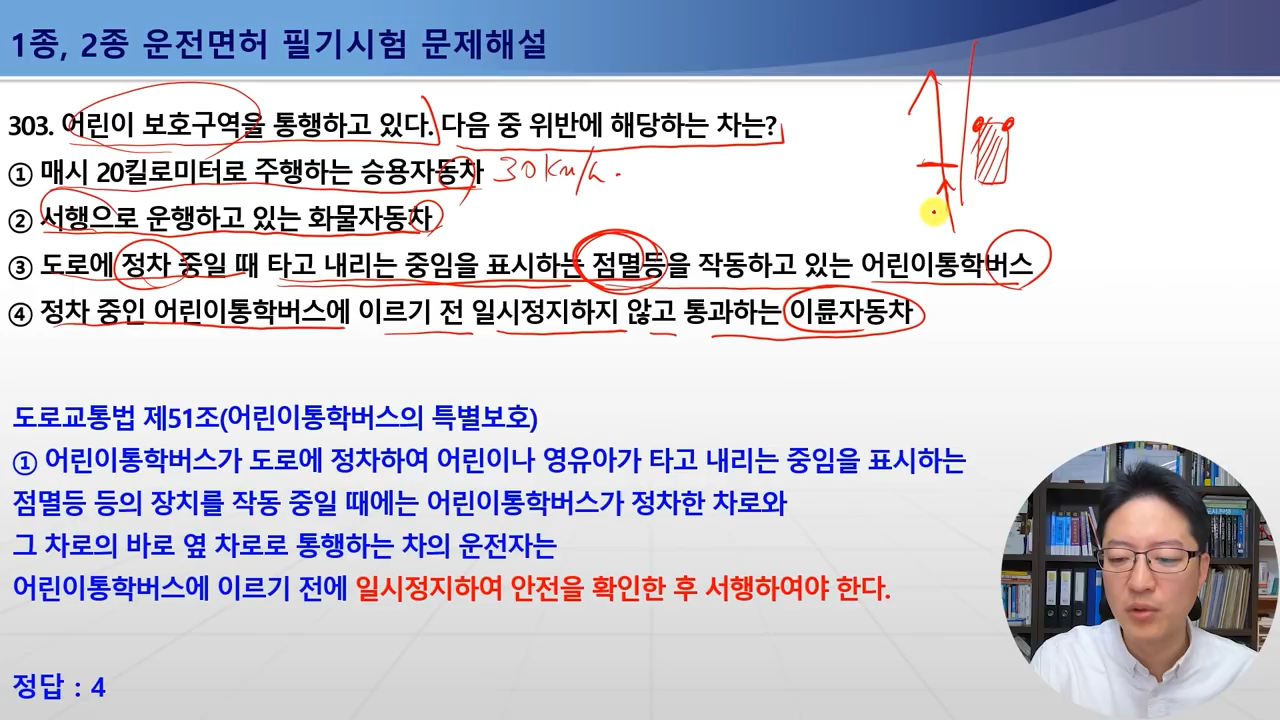 1종, 2종 운전면허 필기시험 문제해설
303. 어린이 보호구역을 통행하고 있다. 다음 중 위반에 해당하는 차는?
① 매시 20킬로미터로 주행하는 승용자동차 30km/h.
② 서행으로 운행하고 있는 화물자동차
③ 도로에 정차 중일 때 타고 내리는 중임을 표시하는 점멸등을 작동하고 있는 어린이통학버스
④ 정차 중인 어린이통학버스에 이르기 전 일시정지하지 않고 통과하는 이륜자동차
도로교통법 제51조(어린이통학버스의 특별보호)
① 어린이통학버스가 도로에 정차하여 어린이나 영유아가 타고 내리는 중임을 표시하는
점멸등 등의 장치를 작동 중일 때에는 어린이통학버스가 정차한 차로와
그 차로의 바로 옆 차로로 통행하는 차의 운전자는
어린이통학버스에 이르기 전에 일시정지하여 안전을 확인한 후 서행하여야 한다.
정답 : 4